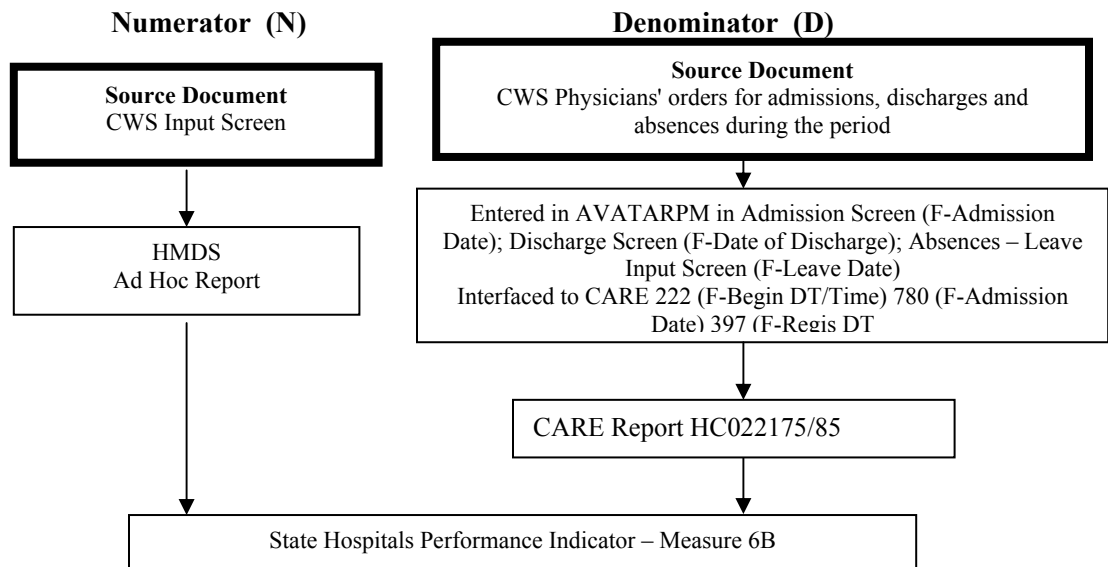 Numerator (N)
Denominator (D)
Source Document
CWS Input Screen
Source Document
CWS Physicians' orders for admissions, discharges and
absences during the period
HMDS
Ad Hoc Report
Entered in AVATARPM in Admission Screen (F-Admission
Date); Discharge Screen (F-Date of Discharge); Absences – Leave
Input Screen (F-Leave Date)
Interfaced to CARE 222 (F-Begin DT/Time) 780 (F-Admission
Date) 397 (F-Regis DT
CARE Report HC022175/85
State Hospitals Performance Indicator – Measure 6B